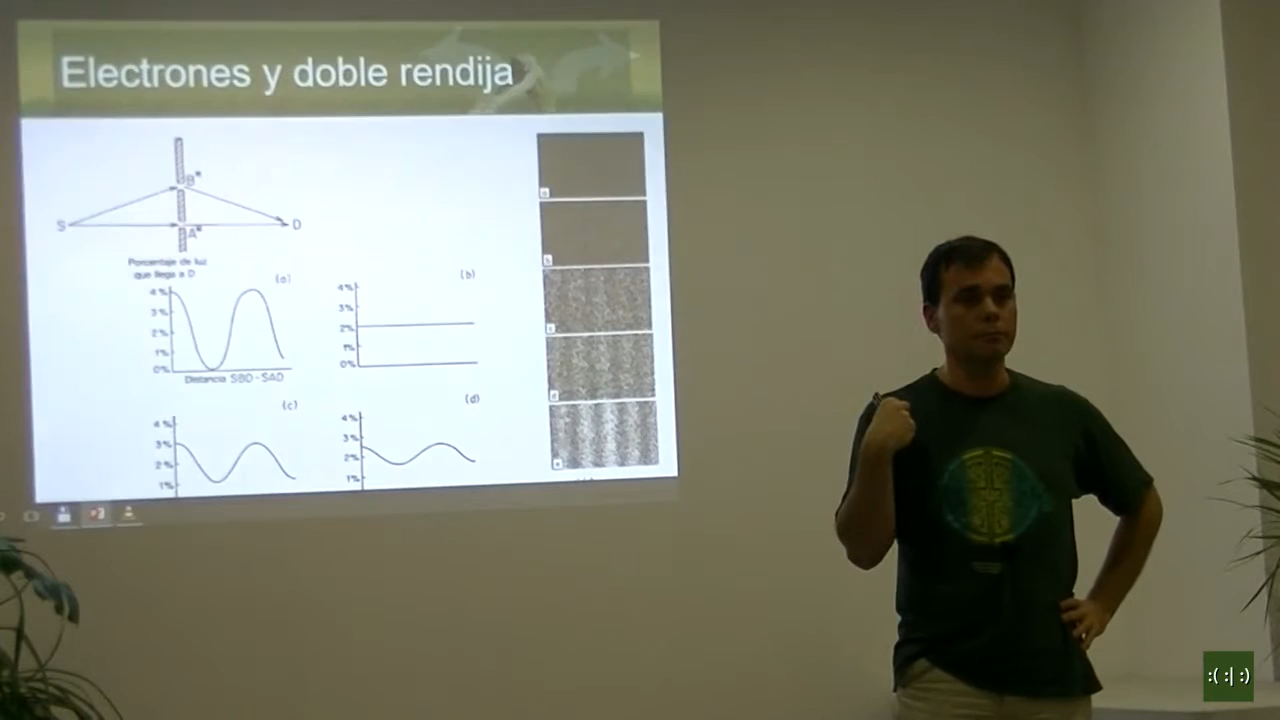 Electrones y doble rendija
B*
S
D
A*
Porcentaje de luz
que llega a D
(a)
4%
3%
2%
1%
0%
Distancia SBD-SAD
(b)
4%
3%
2%
1%
0%
(c)
4%
3%
2%
1%
(d)
4%
3%
2%
1%
a
b
c
d
e
:( :| :)